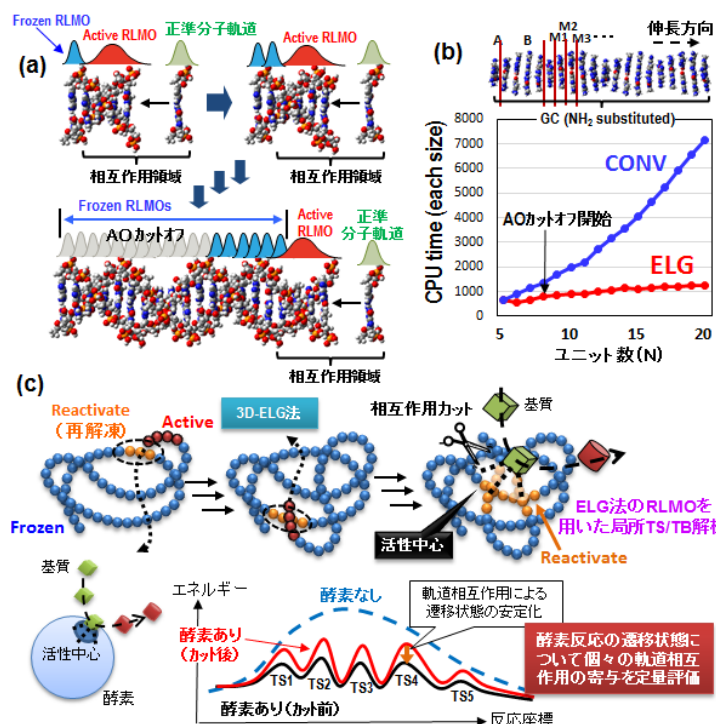 Frozen RLMO
Active RLMO
正準分子軌道
(a)
相互作用領域
相互作用領域
Frozen RLMOs
AOカットオフ
Active
RLMO
正準
分子軌道
相互作用領域
(b)
A
B
M1
M2
M3
伸長方向
GC (NH2 substituted)
CPU time (each size)
8000
7000
6000
5000
4000
3000
2000
1000
0
CONV
AOカットオフ開始
ELG
5
10
15
20
ユニット数(N)
(c)
Reactivate
(再解凍)
Active
Frozen
3D-ELG法
相互作用カット
基質
活性中心
ELG法のRLMOを
用いた局所TS/TB解析
Reactivate
基質
活性中心
酵素
エネルギー
酵素なし
酵素あり
(カット後)
軌道相互作用による
遷移状態の安定化
TS1
TS2
TS3
TS4
TS5
酵素あり(カット前)
反応座標
酵素反応の遷移状態に
ついて個々の軌道相互
作用の寄与を定量評価